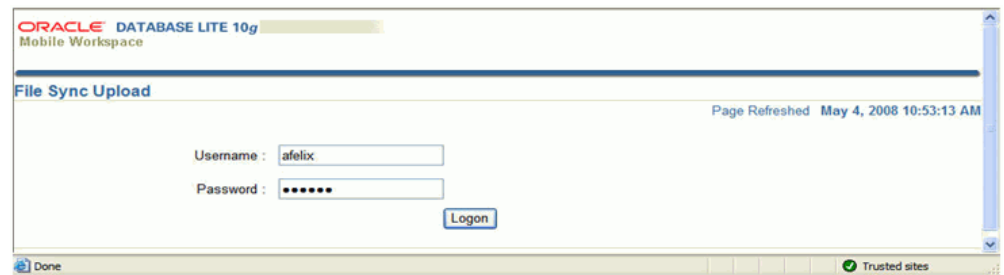 ORACLE DATABASE LITE 10g
Mobile Workspace
File Sync Upload
Page Refreshed May 4, 2008 10:53:13 AM
Username : afelix
Password : ••••••
Logon
Done Trusted sites